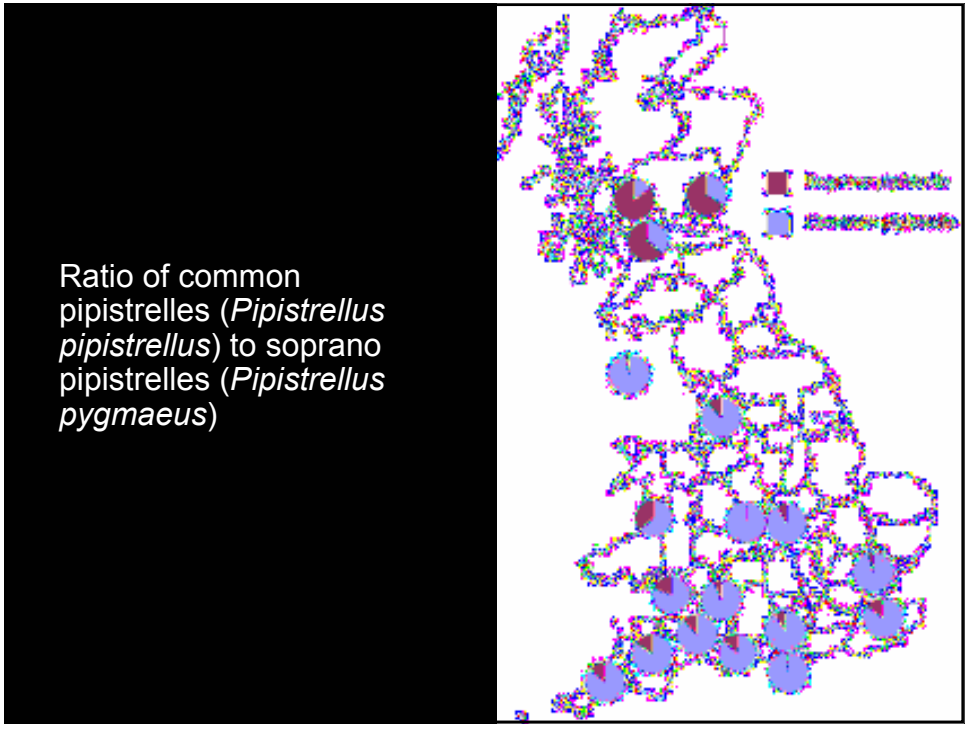 Ratio of common
pipistrelles (Pipistrellus
pipistrellus) to soprano
pipistrelles (Pipistrellus
pygmaeus)